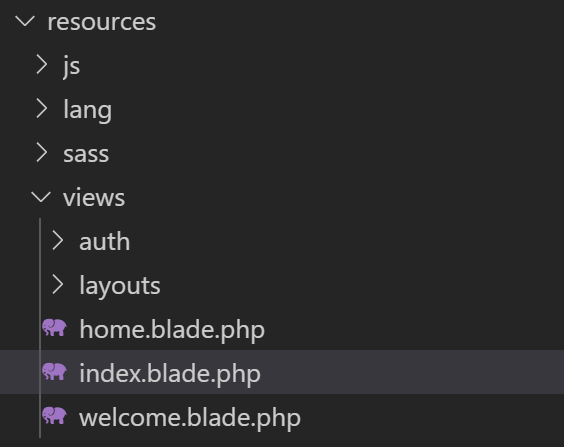 resources
js
lang
sass
views
auth
layouts
home.blade.php
index.blade.php
welcome.blade.php